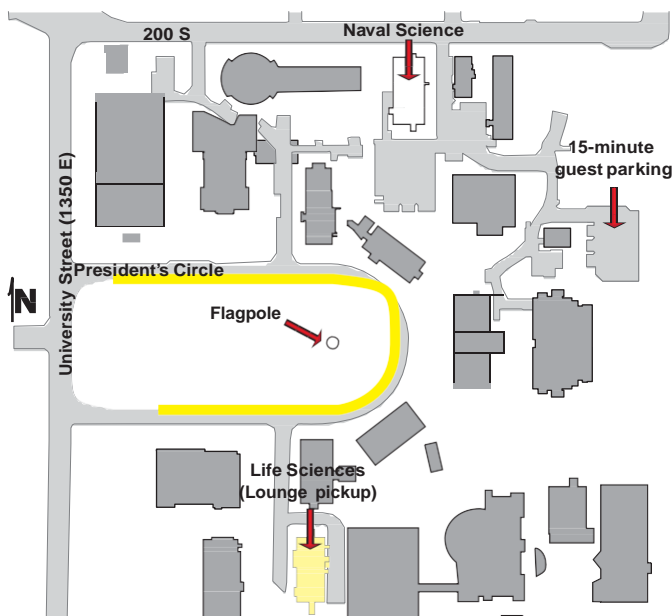 200 S
Naval Science
15-minute
guest parking
University Street (1350 E)
President's Circle
N
Flagpole
Life Sciences
(Lounge pickup)